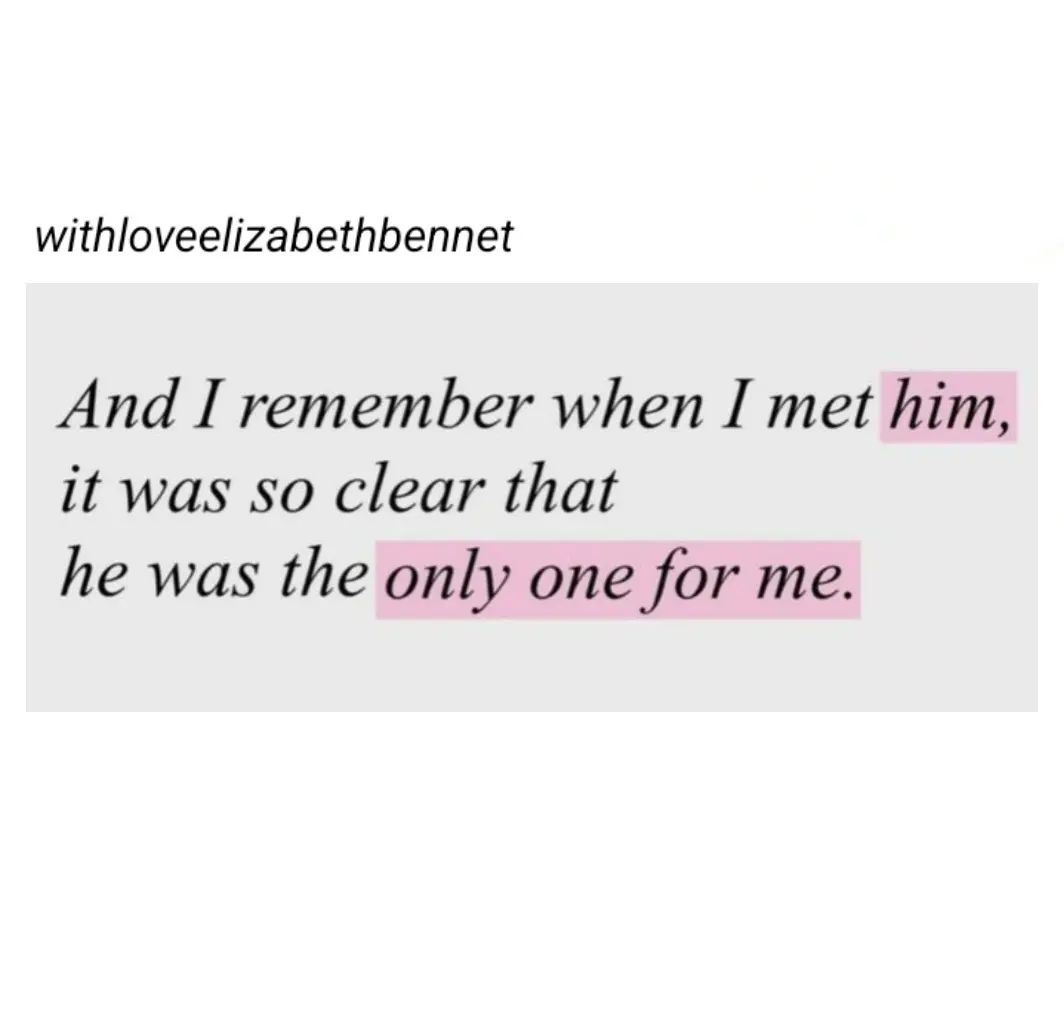 withloveelizabethbennet
And I remember when I met him,
it was so clear that
he was the only one for me.